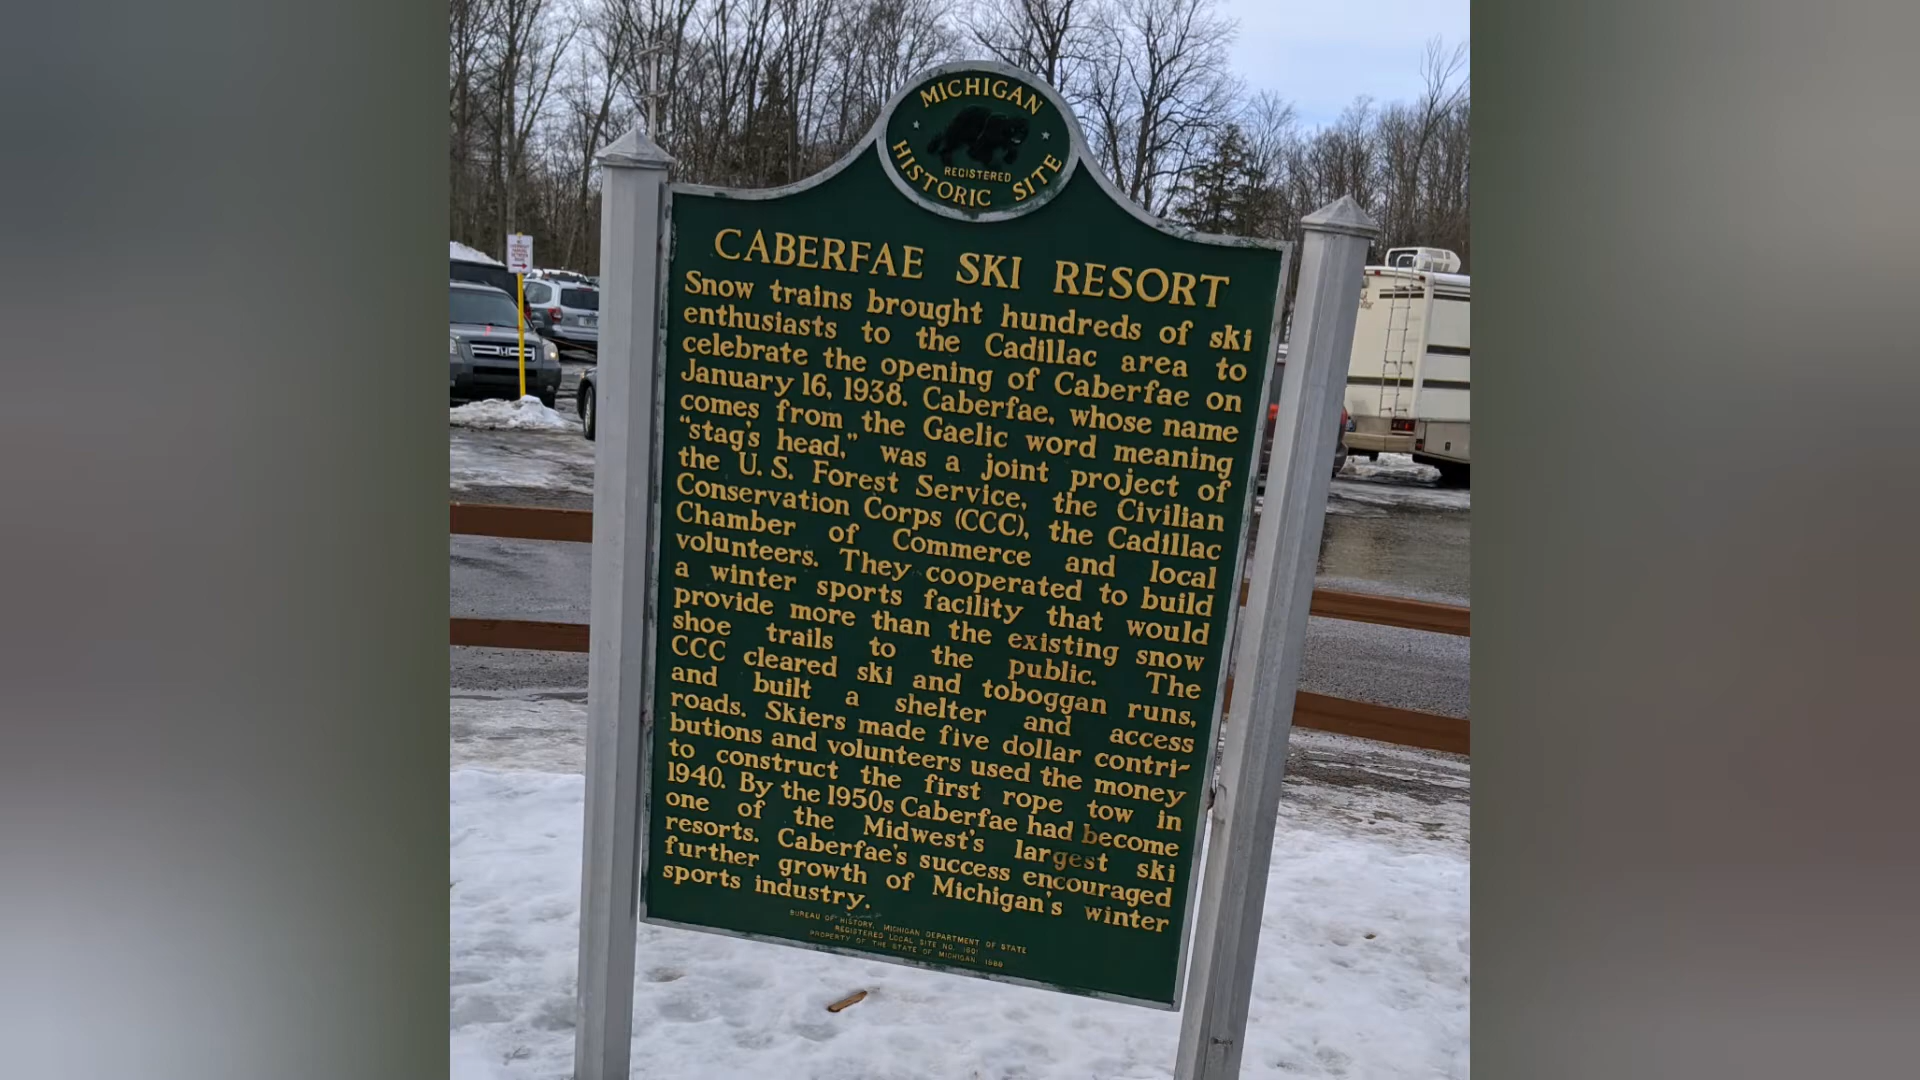 MICHIGAN
REGISTERED
HISTORIC SITE
CABERFAE SKI RESORT
Snow trains brought hundreds of ski
enthusiasts to the Cadillac area to
celebrate the opening of Caberfae on
January 16, 1938. Caberfae, whose name
comes from the Gaelic word meaning
“stag's head,” was a joint project of
the U. S. Forest Service, the Civilian
Conservation Corps (CCC), the Cadillac
Chamber of Commerce and local
volunteers. They cooperated to build
a winter sports facility that would
provide more than the existing snow
shoe trails to the public. The
CCC cleared ski and toboggan runs,
and built a shelter and access
roads. Skiers made five dollar contri-
butions and volunteers used the money
to construct the first rope tow in
1940. By the 1950s Caberfae had become
one of the Midwest's largest ski
resorts. Caberfae's success encouraged
further growth of Michigan's winter
sports industry.
BUREAU OF HISTORY, MICHIGAN DEPARTMENT OF STATE
REGISTERED LOCAL SITE NO.
PROPERTY OF THE STATE OF MICHIGAN, 1989